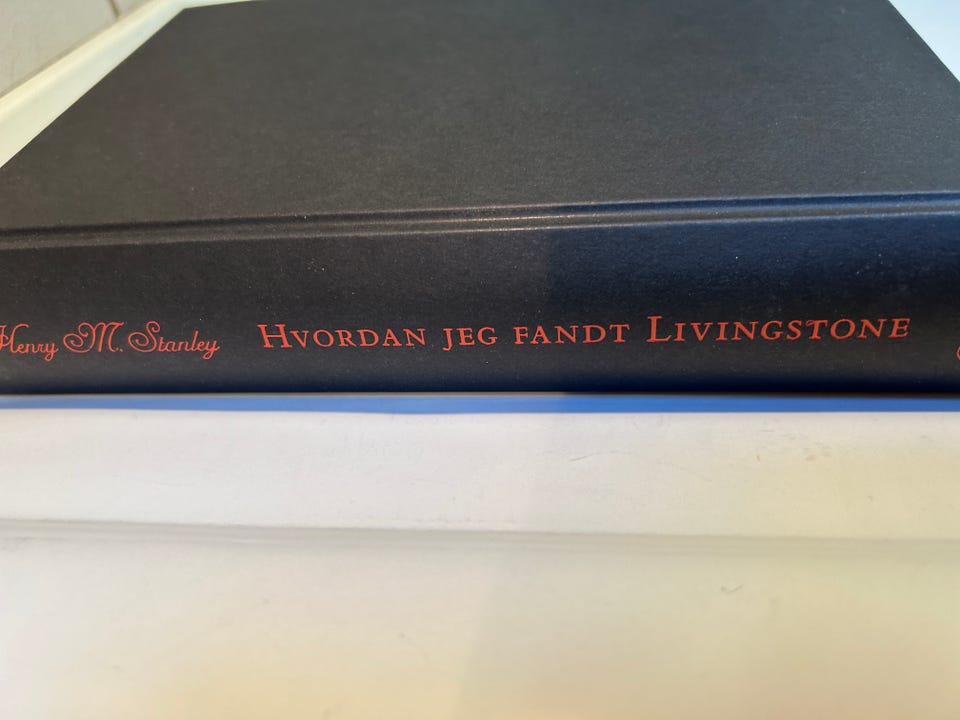 Henry M. Stanley Hvordan jeg fandt Livingstone